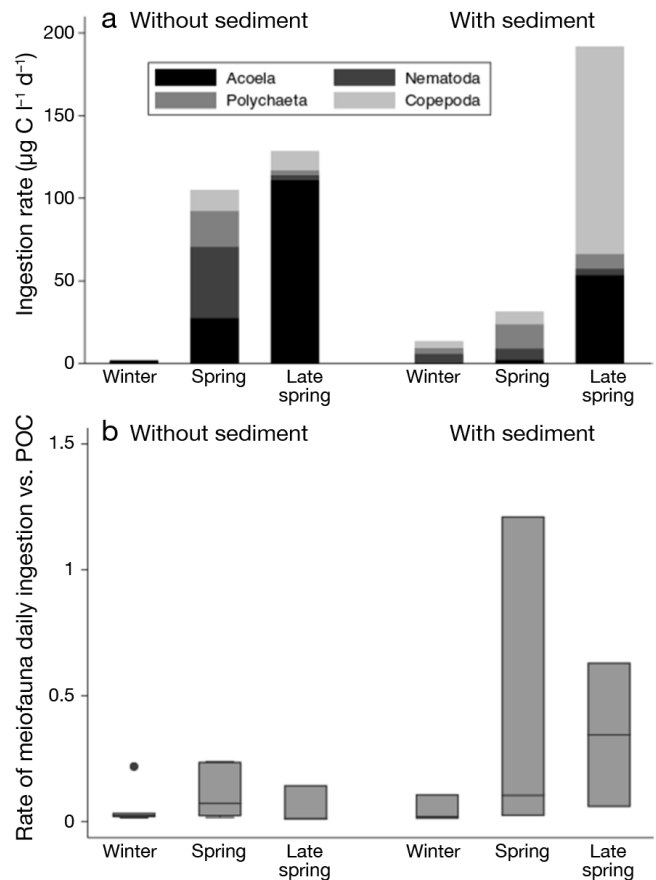 a Without sediment With sediment
200
150
100
50
0
Ingestion rate (µg C l⁻¹ d⁻¹)
Acoela Nematoda
Polychaeta Copepoda
Winter Spring Late spring Winter Spring Late spring
b Without sediment With sediment
1.5
1
0.5
0
Rate of meiofauna daily ingestion vs. POC
Winter Spring Late spring Winter Spring Late spring